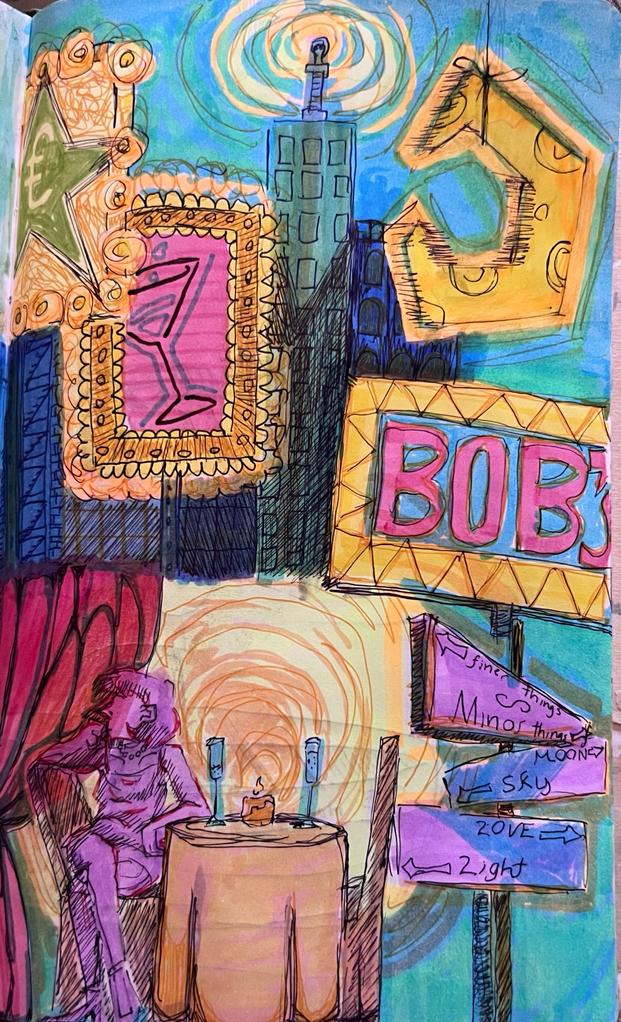 €
BOB's
finer things
Minor things
MOON
Sky
LOVE
Light